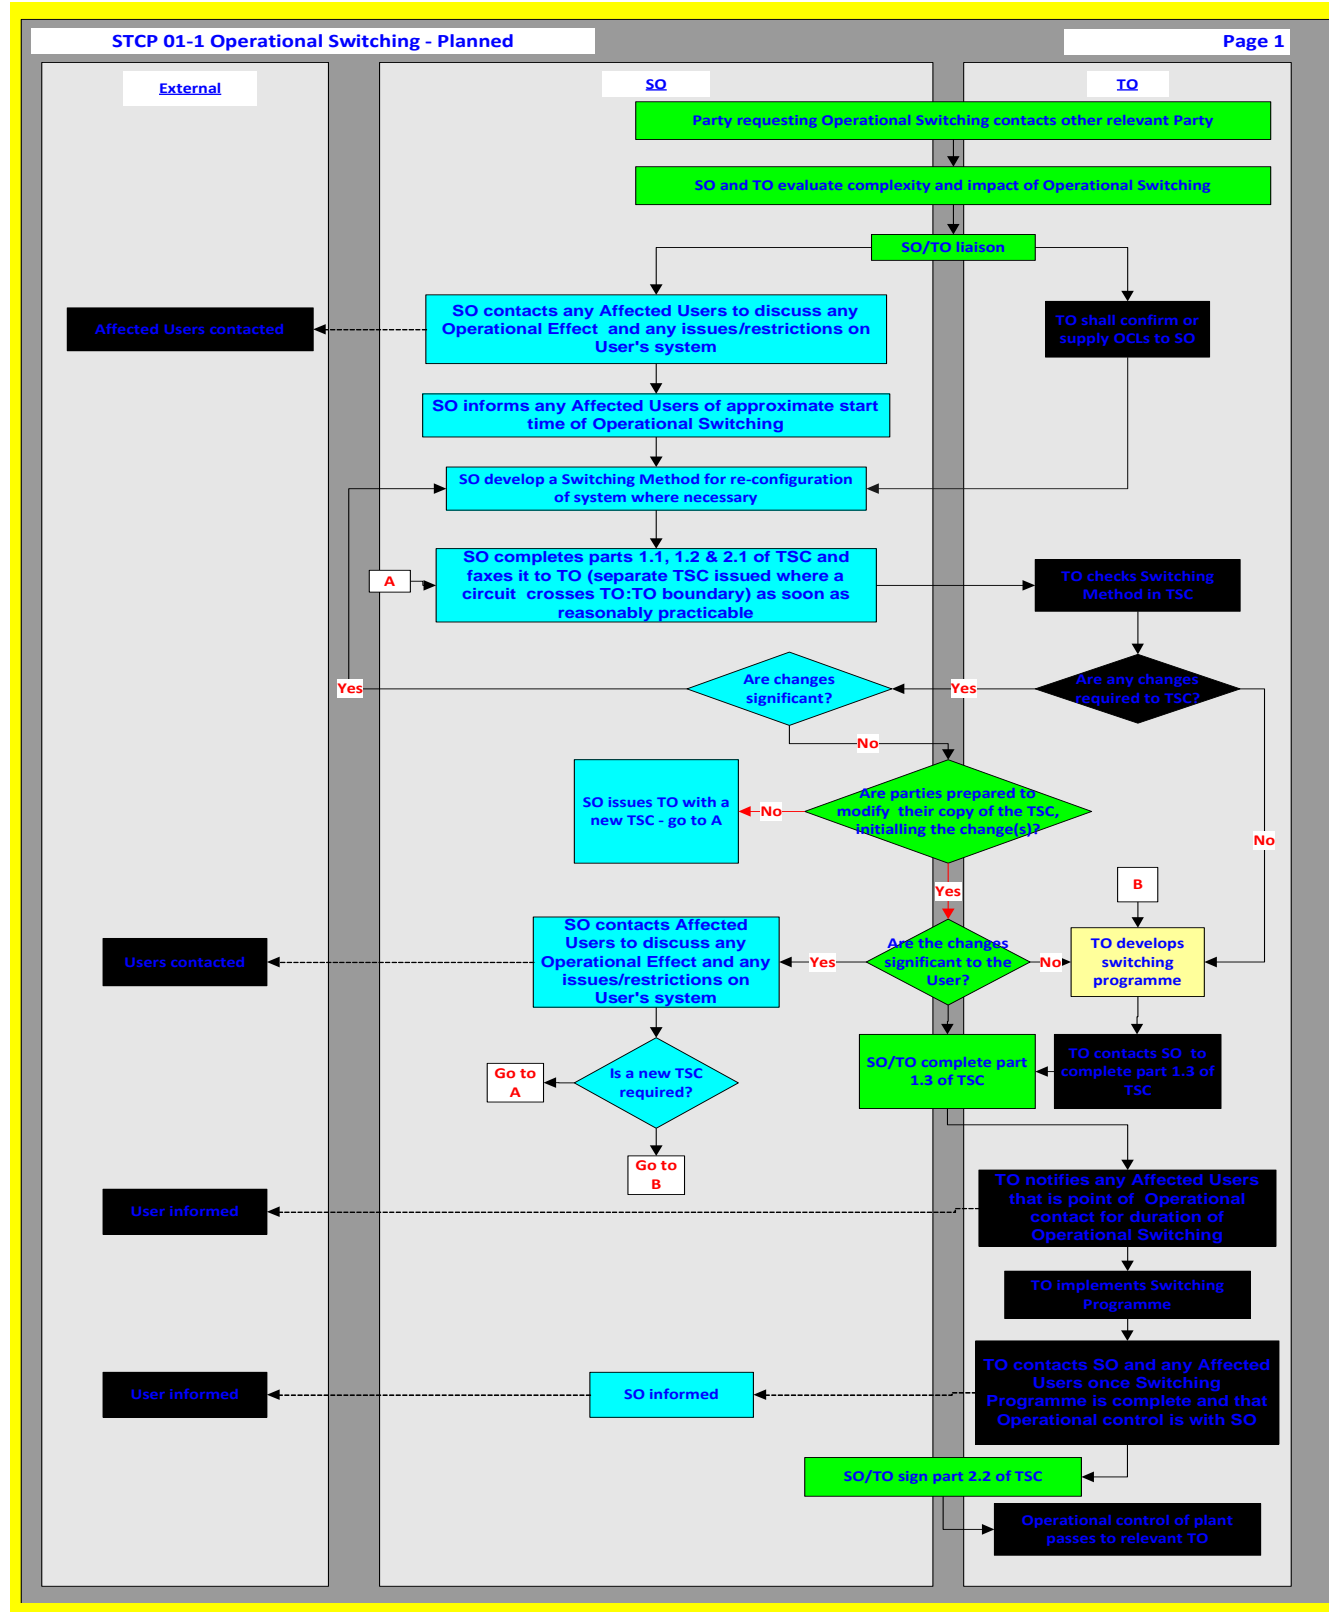 STCP 01-1 Operational Switching - Planned
Page 1
External
SO
TO
Party requesting Operational Switching contacts other relevant Party
SO and TO evaluate complexity and impact of Operational Switching
SO/TO liaison
SO contacts any Affected Users to discuss any
Operational Effect and any issues/restrictions on
User's system
Affected Users contacted
TO shall confirm or
supply OCLs to SO
SO informs any Affected Users of approximate start
time of Operational Switching
SO develop a Switching Method for re-configuration
of system where necessary
A
SO completes parts 1.1, 1.2 & 2.1 of TSC and
faxes it to TO (separate TSC issued where a
circuit crosses TO:TO boundary) as soon as
reasonably practicable
TO checks Switching
Method in TSC
Yes
Are changes
significant?
Yes
Are any changes
required to TSC?
No
SO issues TO with a
new TSC - go to A
No
Are parties prepared to
modify their copy of the TSC,
initialling the change(s)?
No
Yes
B
Users contacted
SO contacts Affected
Users to discuss any
Operational Effect and any
issues/restrictions on
User's system
Yes
Are the changes
significant to the
User?
No
TO develops
switching
programme
Go to
A
Is a new TSC
required?
SO/TO complete part
1.3 of TSC
TO contacts SO to
complete part 1.3 of
TSC
Go to
B
User informed
TO notifies any Affected Users
that is point of Operational
contact for duration of
Operational Switching
TO implements Switching
Programme
User informed
SO informed
TO contacts SO and any Affected
Users once Switching
Programme is complete and that
Operational control is with SO
SO/TO sign part 2.2 of TSC
Operational control of plant
passes to relevant TO